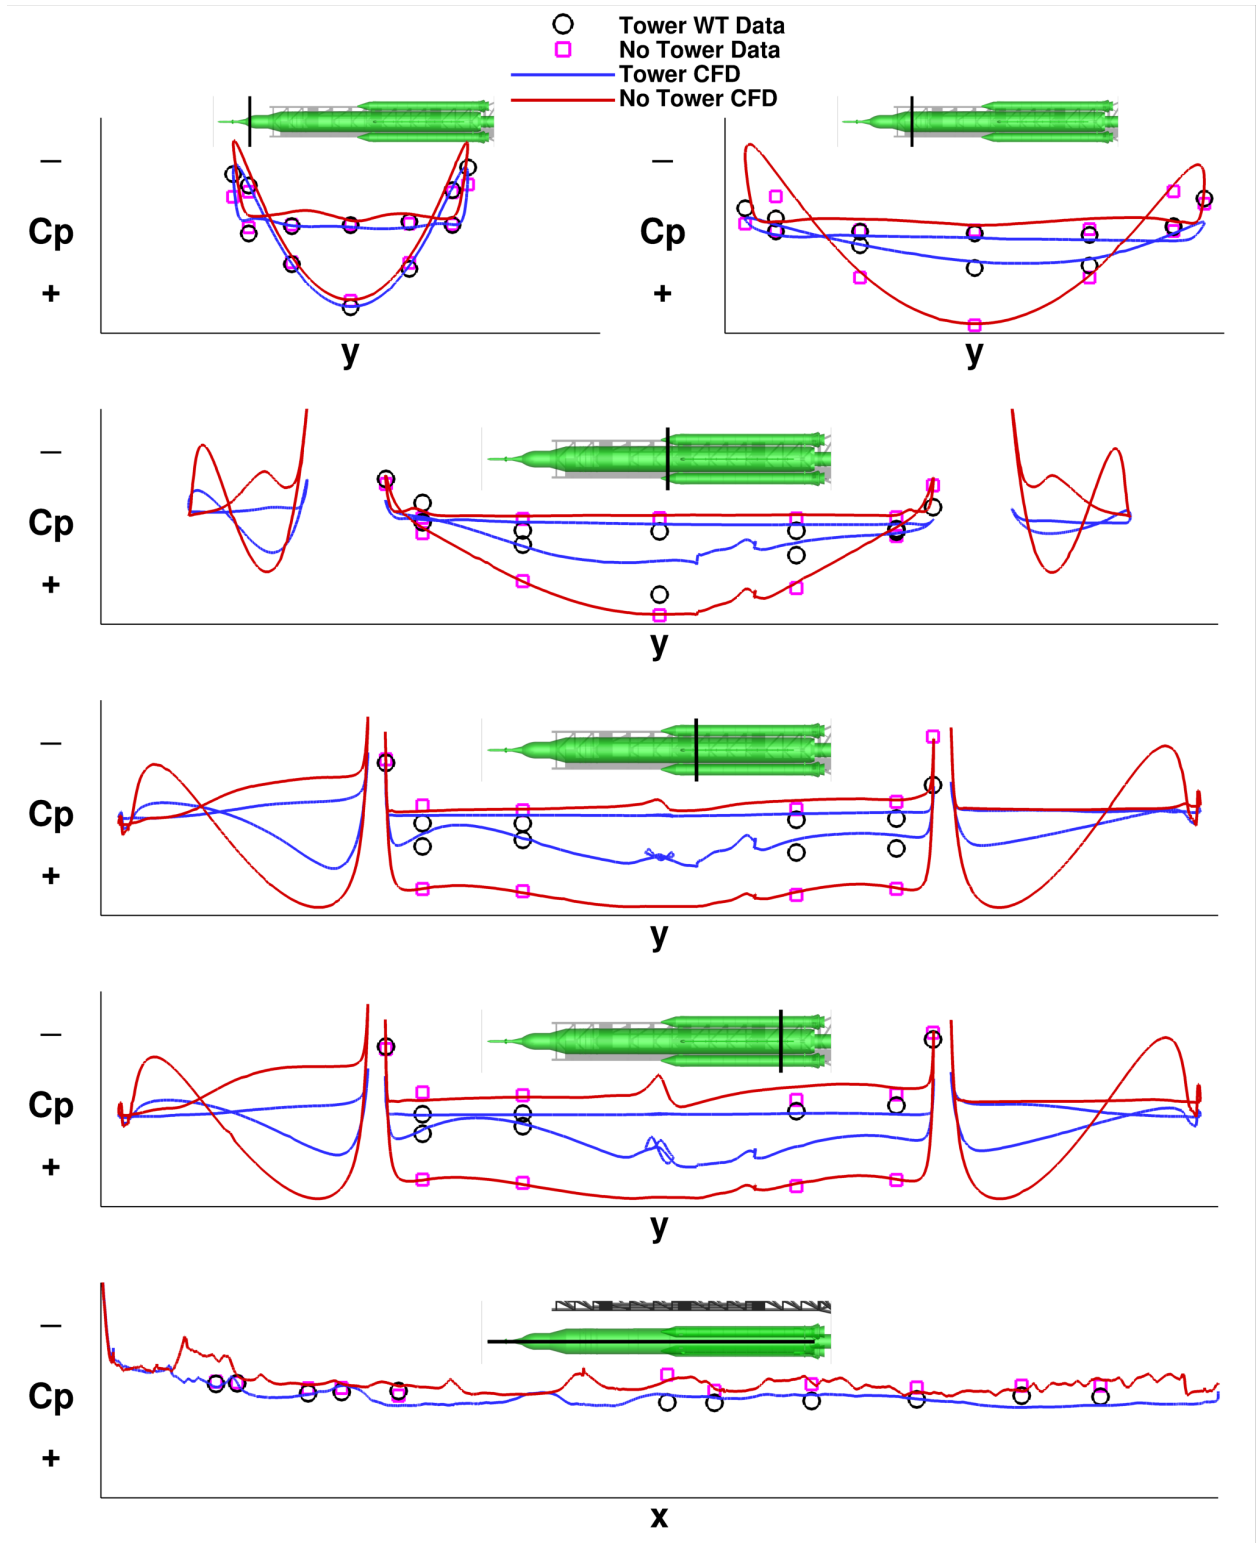 Tower WT Data
No Tower Data
Tower CFD
No Tower CFD
–
Cp
+
y
–
Cp
+
y
–
Cp
+
y
–
Cp
+
y
–
Cp
+
y
–
Cp
+
x